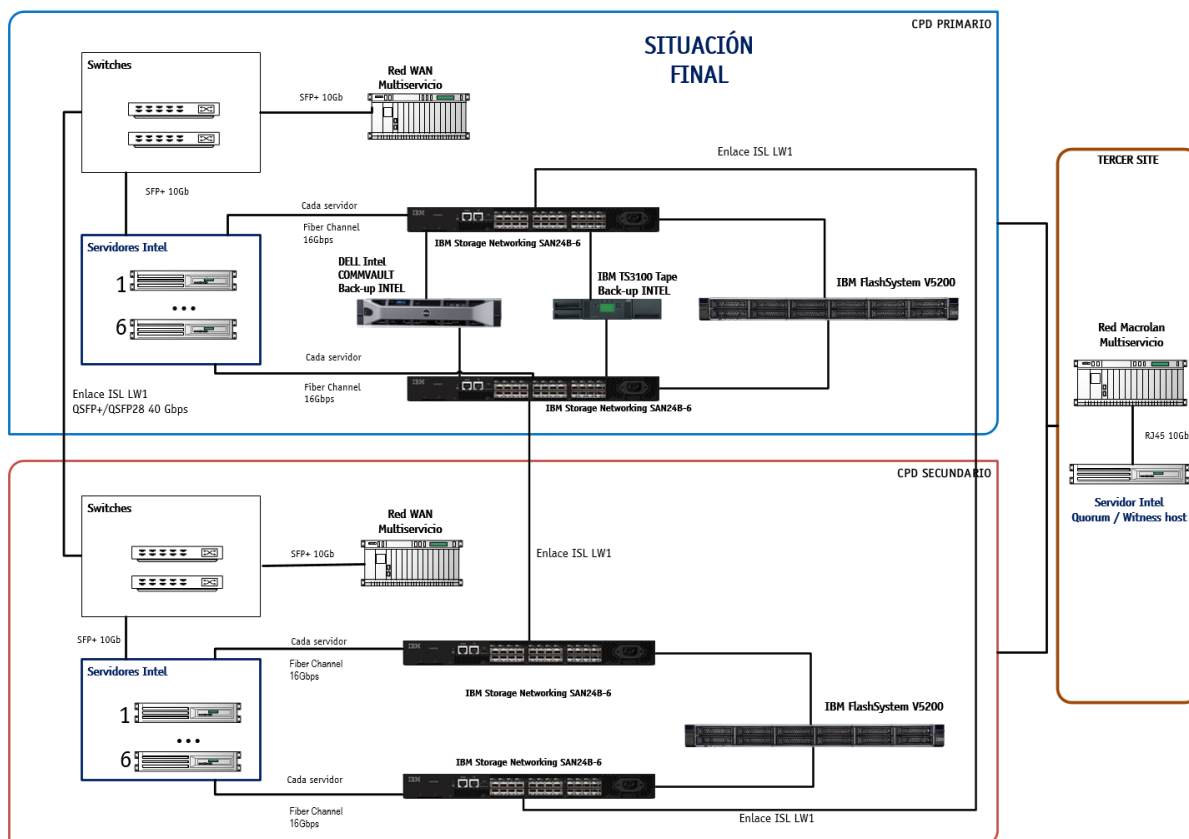 CPD PRIMARIO
SITUACIÓN
FINAL
Switches
Red WAN
Multiservicio
SFP+ 10Gb
SFP+ 10Gb
Enlace ISL LW1
TERCER SITE
Cada servidor
Fiber Channel
16Gbps
IBM Storage Networking SAN24B-6
Servidores Intel
1
...
6
DELL Intel
COMMVAULT
Back-up INTEL
IBM TS3100 Tape
Back-up INTEL
IBM FlashSystem V5200
Cada servidor
Fiber Channel
16Gbps
IBM Storage Networking SAN24B-6
Enlace ISL LW1
QSFP+/QSFP28 40 Gbps
Red Macrolan
Multiservicio
RJ45 10Gb
Servidor Intel
Quorum / Witness host
CPD SECUNDARIO
Switches
Red WAN
Multiservicio
SFP+ 10Gb
Enlace ISL LW1
SFP+ 10Gb
Cada servidor
Fiber Channel
16Gbps
IBM Storage Networking SAN24B-6
Servidores Intel
1
...
6
IBM FlashSystem V5200
IBM Storage Networking SAN24B-6
Cada servidor
Fiber Channel
16Gbps
Enlace ISL LW1